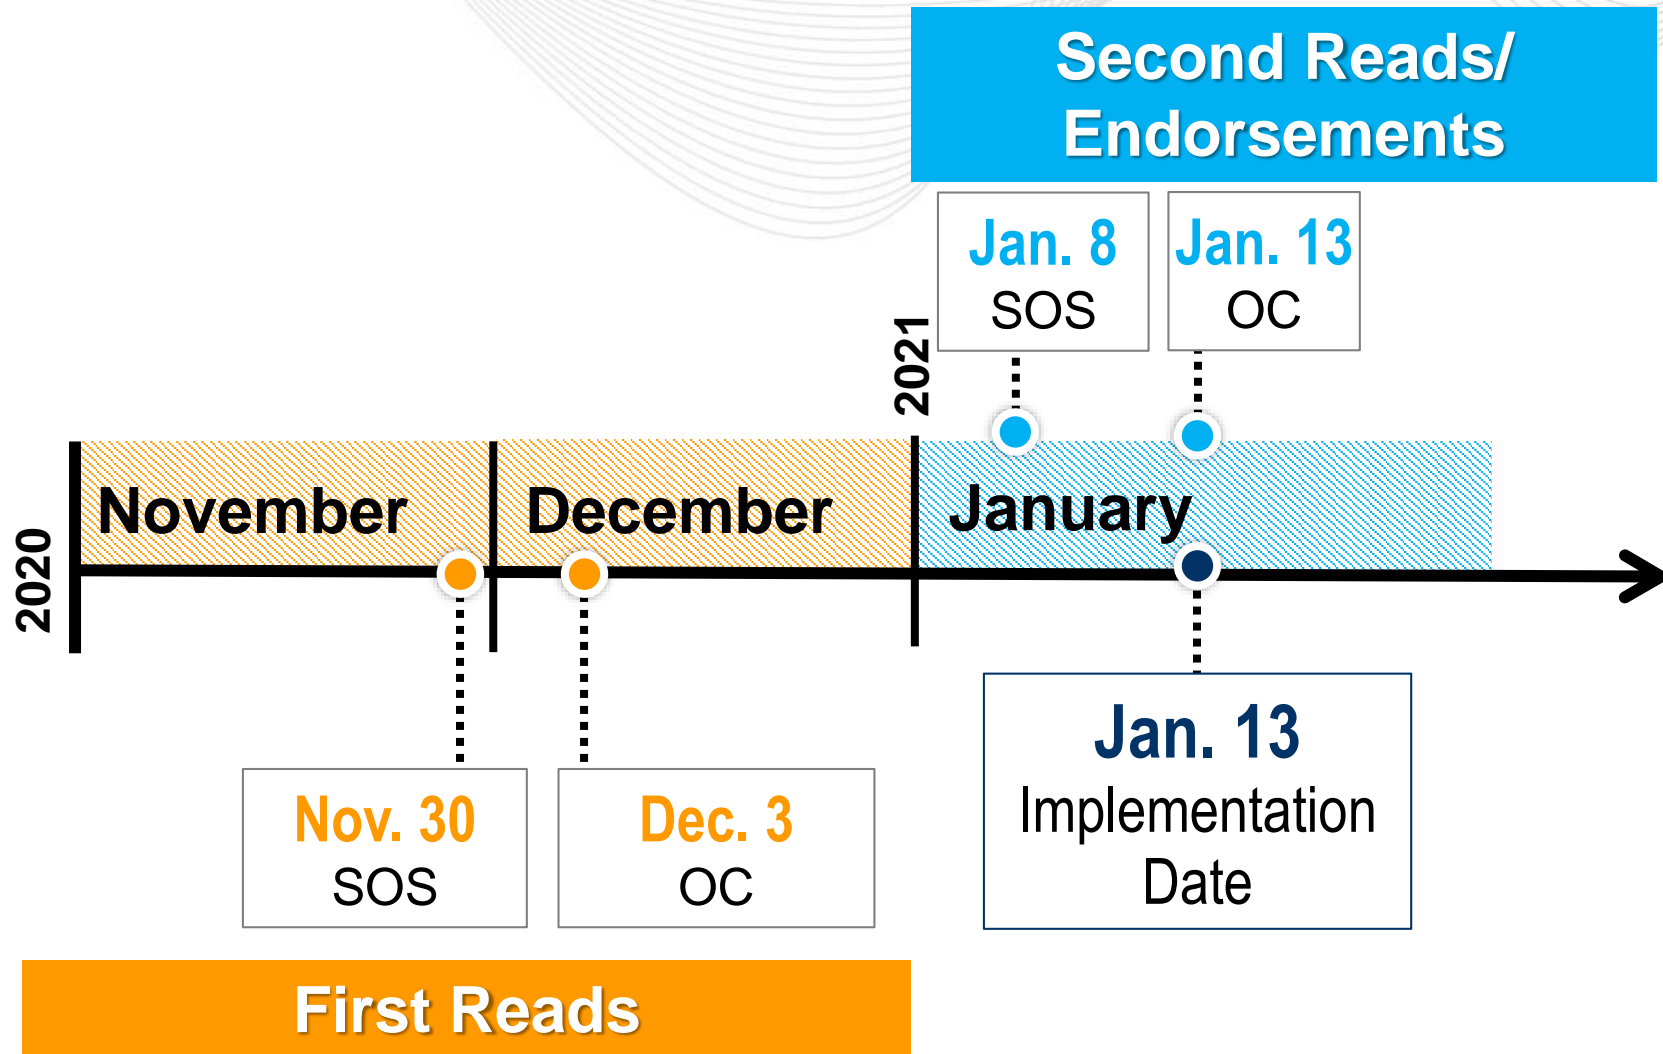 Second Reads/
Endorsements
Jan. 8
SOS
Jan. 13
OC
2021
November
December
January
2020
Jan. 13
Implementation
Date
Nov. 30
SOS
Dec. 3
OC
First Reads